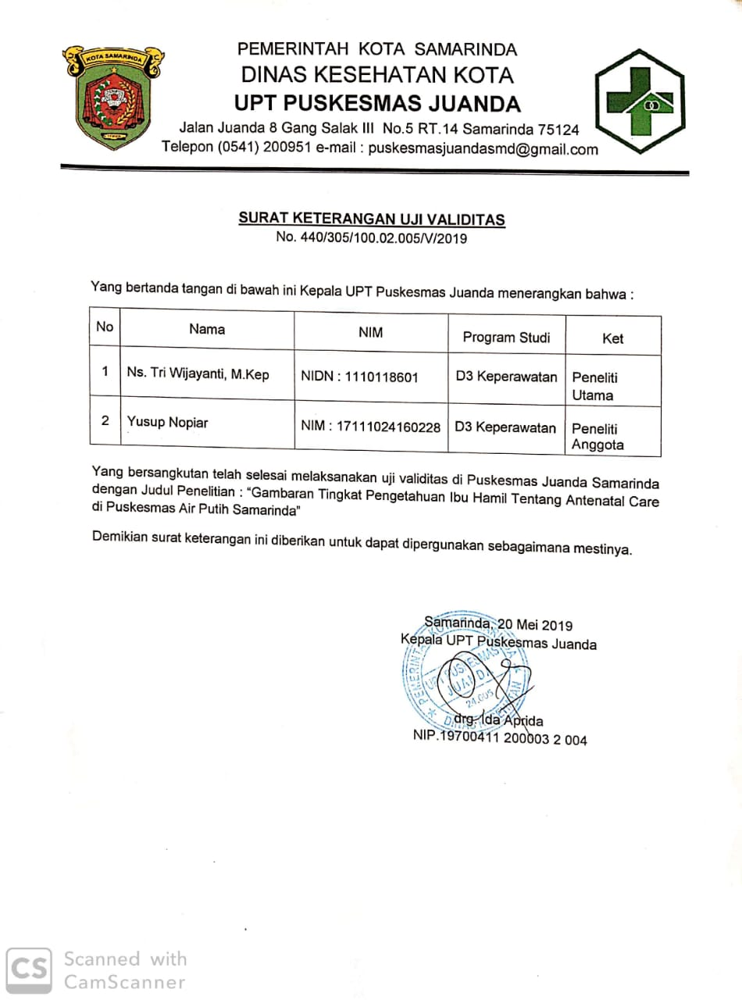 KOTA SAMARINDA
PEMERINTAH KOTA SAMARINDA
DINAS KESEHATAN KOTA
UPT PUSKESMAS JUANDA
Jalan Juanda 8 Gang Salak III No.5 RT.14 Samarinda 75124
Telepon (0541) 200951 e-mail : puskesmasjuandasmd@gmail.com
SURAT KETERANGAN UJI VALIDITAS
No. 440/305/100.02.005/V/2019
Yang bertanda tangan di bawah ini Kepala UPT Puskesmas Juanda menerangkan bahwa :
No Nama NIM Program Studi Ket
1 Ns. Tri Wijayanti, M.Kep NIDN : 1110118601 D3 Keperawatan Peneliti
Utama
2 Yusup Nopiar NIM : 17111024160228 D3 Keperawatan Peneliti
Anggota
Yang bersangkutan telah selesai melaksanakan uji validitas di Puskesmas Juanda Samarinda
dengan Judul Penelitian : “Gambaran Tingkat Pengetahuan Ibu Hamil Tentang Antenatal Care
di Puskesmas Air Putih Samarinda”
Demikian surat keterangan ini diberikan untuk dapat dipergunakan sebagaimana mestinya.
Samarinda, 20 Mei 2019
Kepala UPT Puskesmas Juanda
UPT PUSKESMAS
JUANDA
24.005
drg. Ida Aprida
NIP.19700411 200003 2 004
CS Scanned with
CamScanner